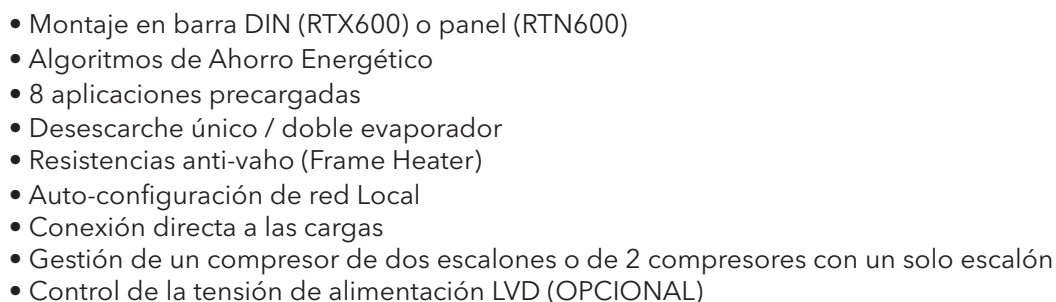 • Montaje en barra DIN (RTX600) o panel (RTN600)
• Algoritmos de Ahorro Energético
• 8 aplicaciones precargadas
• Desescarche único / doble evaporador
• Resistencias anti-vaho (Frame Heater)
• Auto-configuración de red Local
• Conexión directa a las cargas
• Gestión de un compresor de dos escalones o de 2 compresores con un solo escalón
• Control de la tensión de alimentación LVD (OPCIONAL)